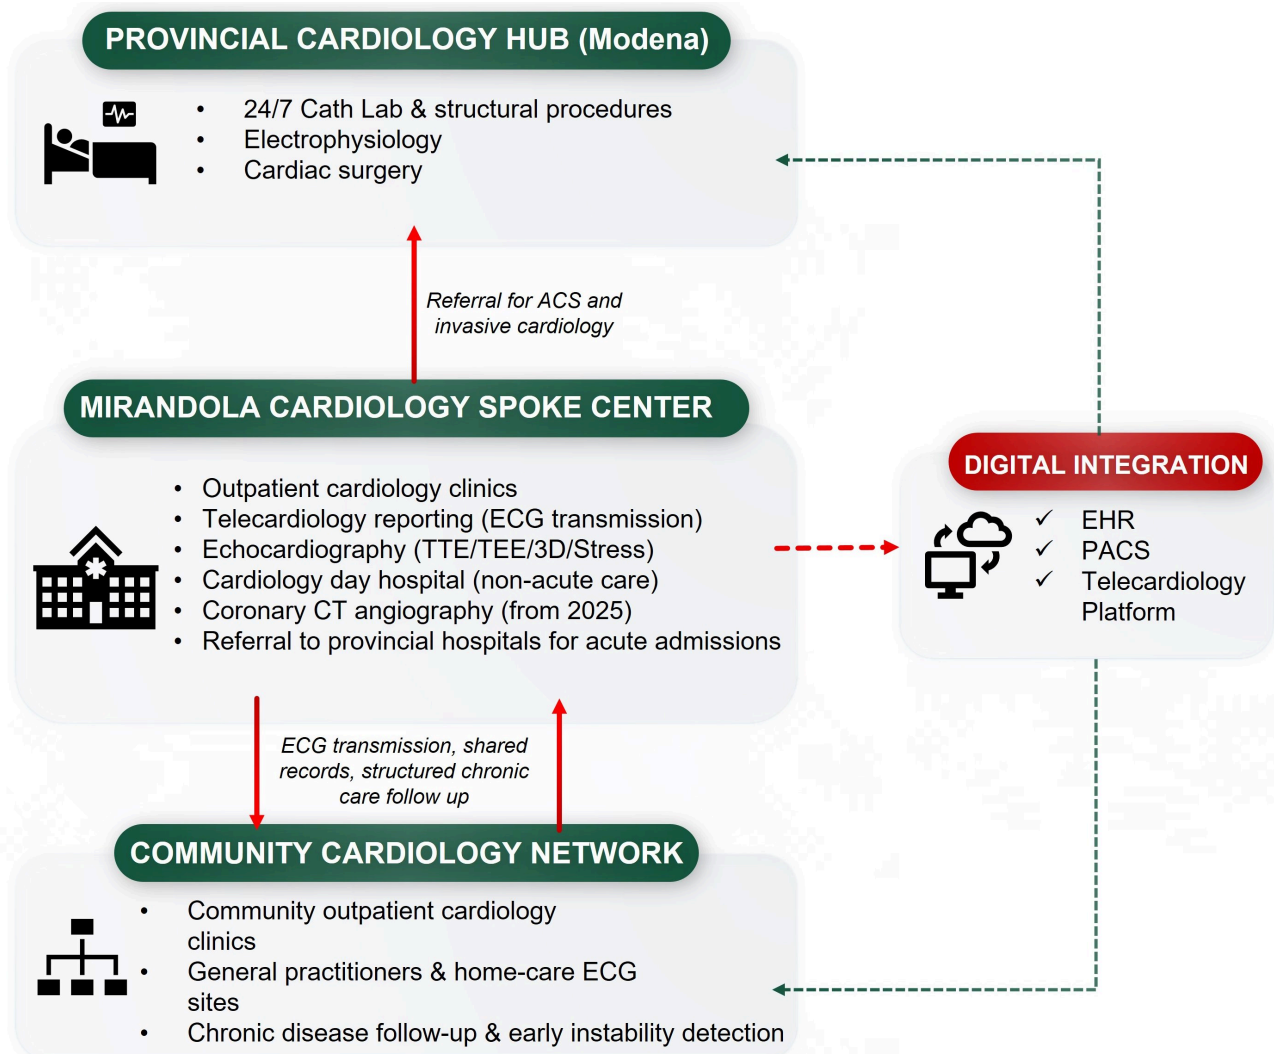 PROVINCIAL CARDIOLOGY HUB (Modena)
• 24/7 Cath Lab & structural procedures
• Electrophysiology
• Cardiac surgery
Referral for ACS and
invasive cardiology
MIRANDOLA CARDIOLOGY SPOKE CENTER
• Outpatient cardiology clinics
• Telecardiology reporting (ECG transmission)
• Echocardiography (TTE/TEE/3D/Stress)
• Cardiology day hospital (non-acute care)
• Coronary CT angiography (from 2025)
• Referral to provincial hospitals for acute admissions
DIGITAL INTEGRATION
✓ EHR
✓ PACS
✓ Telecardiology
Platform
ECG transmission, shared
records, structured chronic
care follow up
COMMUNITY CARDIOLOGY NETWORK
• Community outpatient cardiology
clinics
• General practitioners & home-care ECG
sites
• Chronic disease follow-up & early instability detection